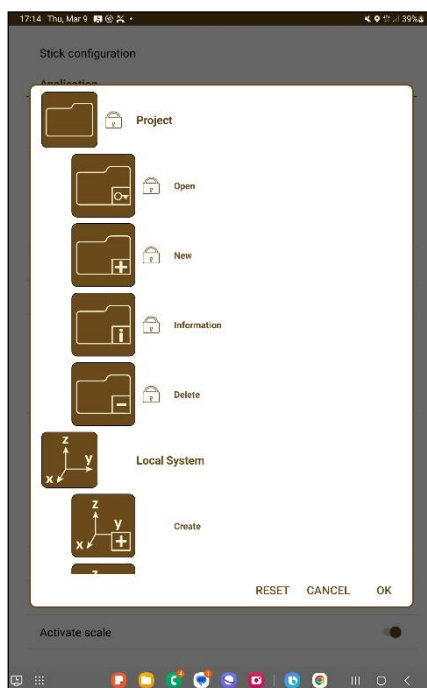 17:14 Thu, Mar 9
39%
Stick configuration
Application
Project
Open
New
Information
Delete
Local System
z
y
x
Create
z
y
x
z
RESET CANCEL OK
Activate scale